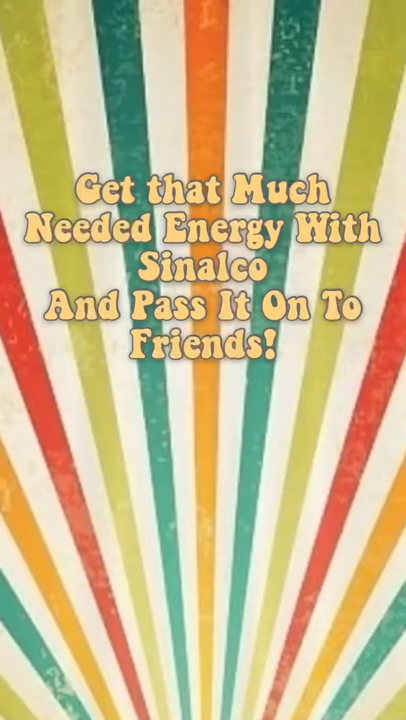 Get that Much
Needed Energy With
Sinalco
And Pass It On To
Friends!